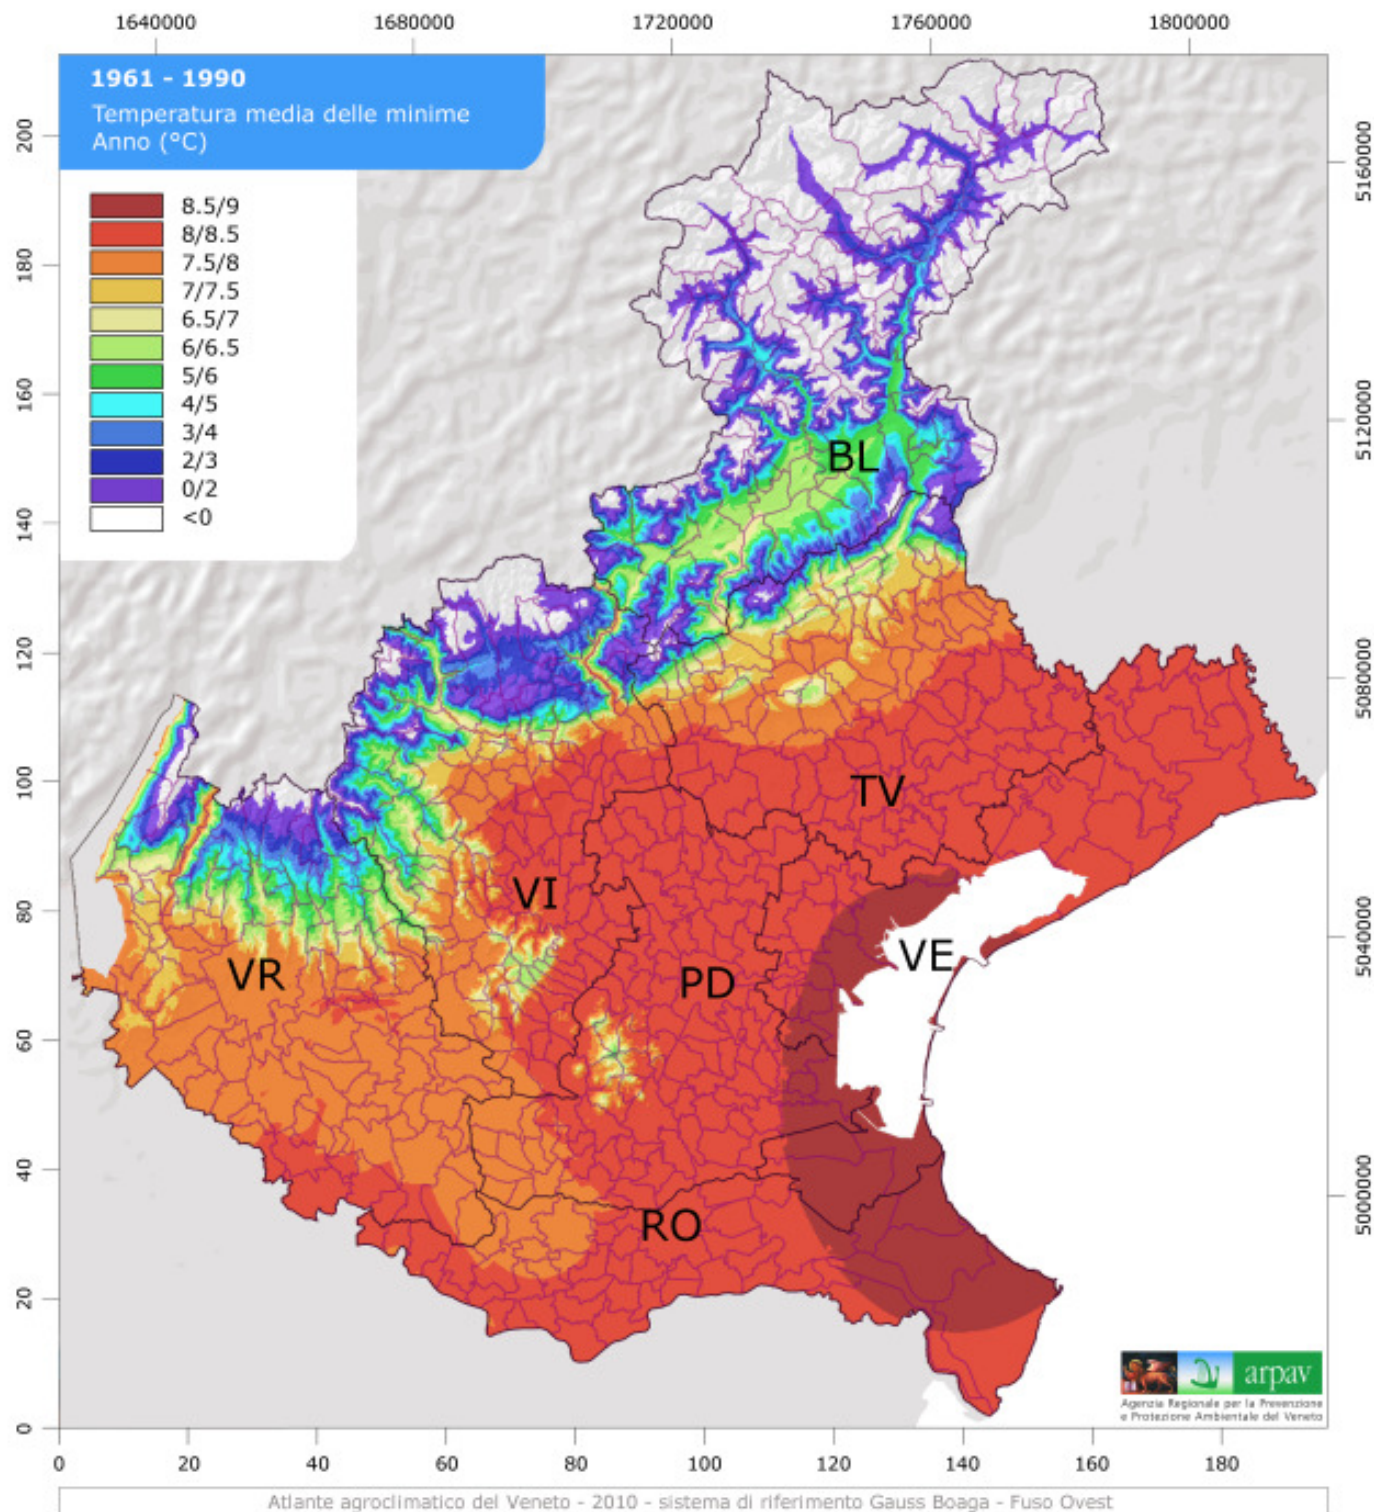 1640000 1680000 1720000 1760000 1800000
1961 - 1990
Temperatura media delle minime
Anno (°C)
8.5/9
8/8.5
7.5/8
7/7.5
6.5/7
6/6.5
5/6
4/5
3/4
2/3
0/2
<0
200
180
160
140
120
100
80
60
40
20
0
5160000
5120000
5080000
5040000
5000000
BL
TV
VI
VE
VR
PD
RO
arpav
Agenzia Regionale per la Prevenzione
e Protezione Ambientale del Veneto
0 20 40 60 80 100 120 140 160 180
Atlante agroclimatico del Veneto - 2010 - sistema di riferimento Gauss Boaga - Fuso Ovest